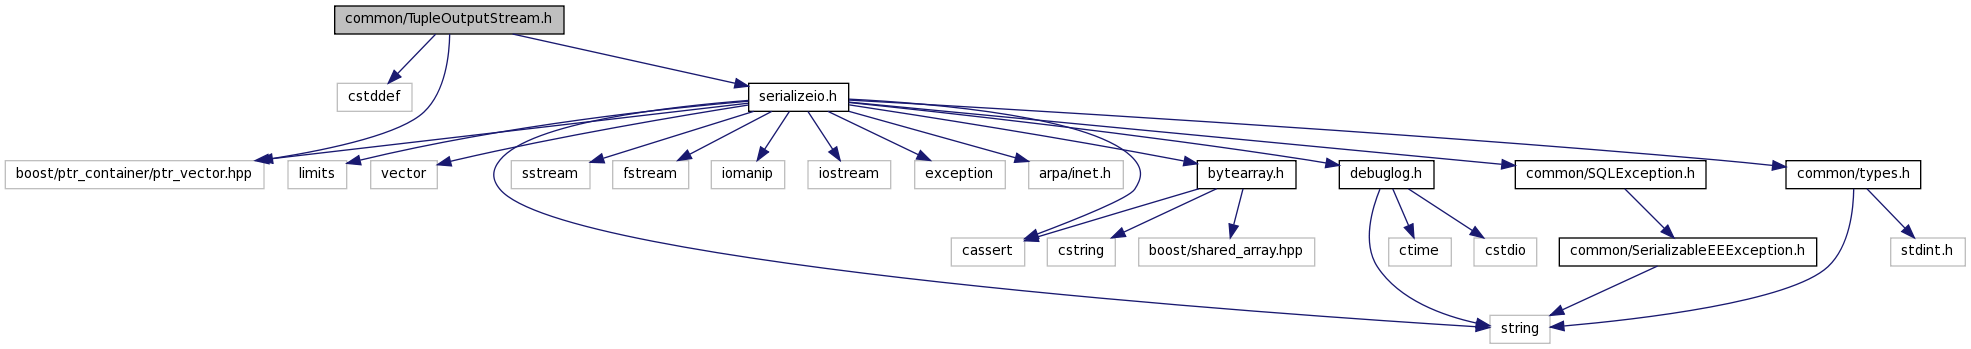 common/TupleOutputStream.h
cstddef
serializeio.h
boost/ptr_container/ptr_vector.hpp
limits
vector
sstream
fstream
iomanip
iostream
exception
arpa/inet.h
bytearray.h
debuglog.h
common/SQLException.h
common/types.h
cassert
cstring
boost/shared_array.hpp
ctime
cstdio
common/SerializableEEException.h
stdint.h
string